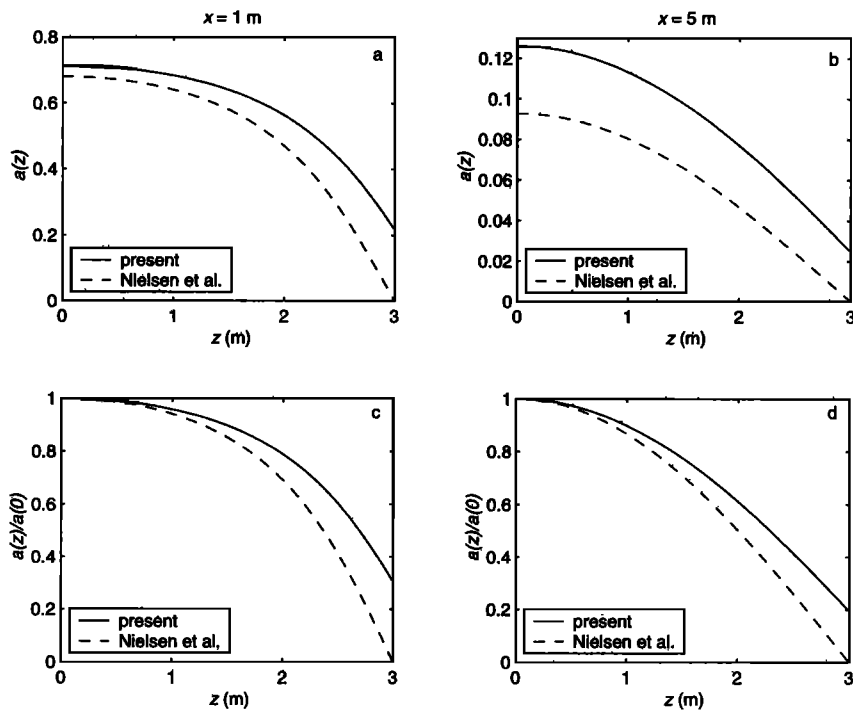 x = 1 m
a
0.8
0.6
0.4
0.2
0
a(z)
present
Nielsen et al.
0 1 2 3
z (m)
x = 5 m
b
0.12
0.1
0.08
0.06
0.04
0.02
0
a(z)
present
Nielsen et al.
0 1 2 3
z (m)
c
1
0.8
0.6
0.4
0.2
0
a(z)/a(0)
present
Nielsen et al,
0 1 2 3
z (m)
d
1
0.8
0.6
0.4
0.2
0
a(z)/a(0)
present
Nielsen et al.
0 1 2 3
z (m)